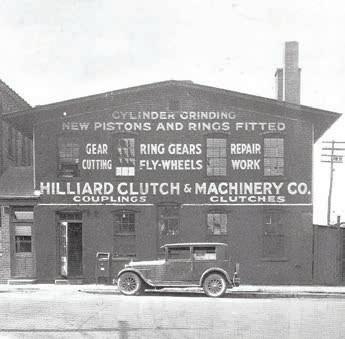 CYLINDER GRINDING
NEW PISTONS AND RINGS FITTED
GEAR RING GEARS REPAIR
CUTTING FLY-WHEELS WORK
HILLIARD CLUTCH & MACHINERY CO.
COUPLINGS CLUTCHES